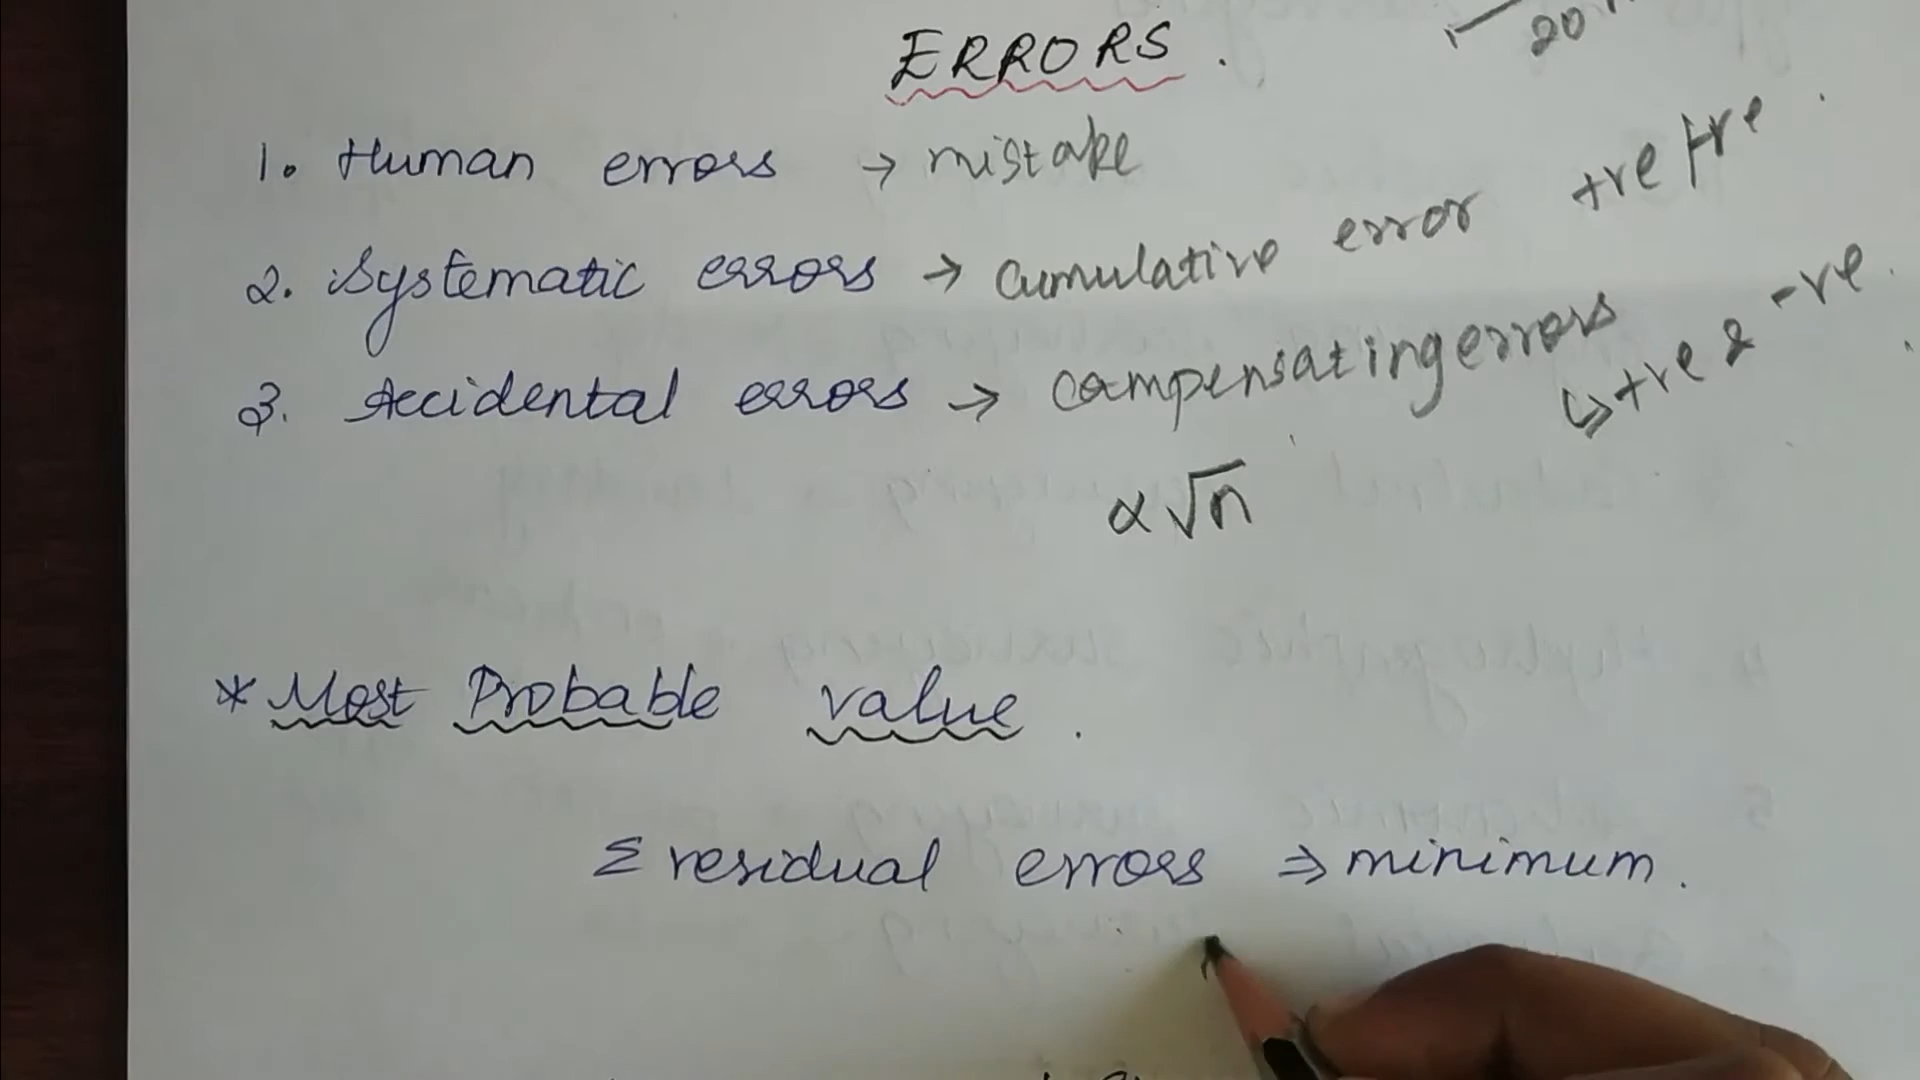 ERRORS.
20
1. Human errors → mistake
2. Systematic errors → Cumulative error +ve/-ve
3. Accidental errors → compensating errors
↳ +ve & -ve.
∝ √n
* Most Probable value.
Σ residual errors ⇒ minimum.